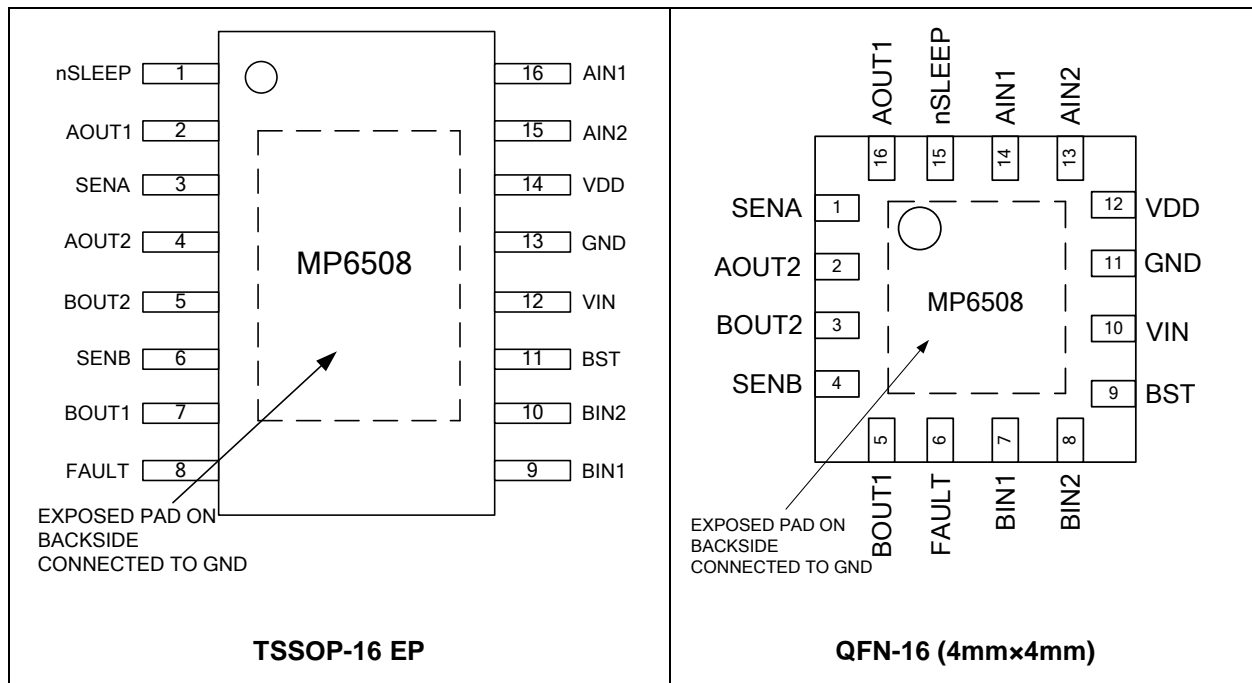 nSLEEP 1 16 AIN1
AOUT1 2 15 AIN2
SENA 3 14 VDD
AOUT2 4 13 GND
MP6508
BOUT2 5 12 VIN
SENB 6 11 BST
BOUT1 7 10 BIN2
FAULT 8 9 BIN1
EXPOSED PAD ON
BACKSIDE
CONNECTED TO GND
TSSOP-16 EP
AOUT1 nSLEEP AIN1 AIN2
16 15 14 13
SENA 1 12 VDD
AOUT2 2 11 GND
MP6508
BOUT2 3 10 VIN
SENB 4 9 BST
5 6 7 8
BOUT1 FAULT BIN1 BIN2
EXPOSED PAD ON
BACKSIDE
CONNECTED TO GND
QFN-16 (4mm×4mm)